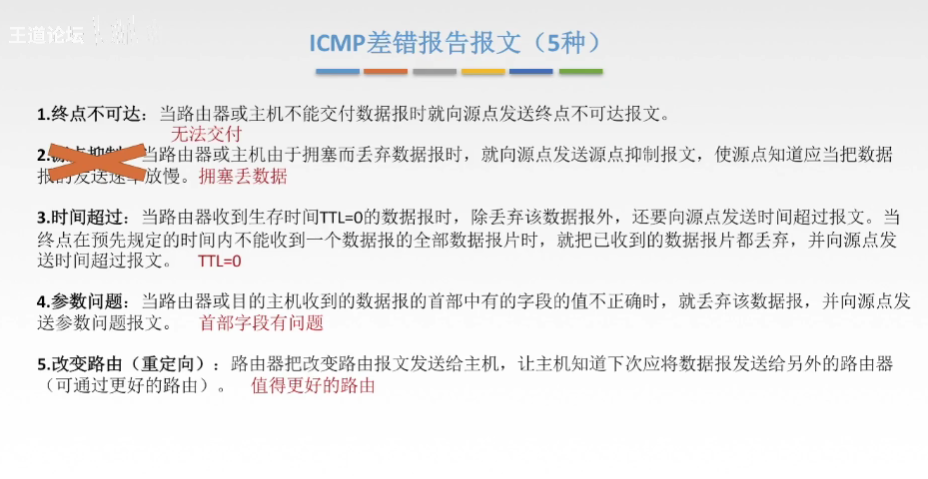 王道论坛
ICMP差错报告报文（5种）
1.终点不可达：当路由器或主机不能交付数据报时就向源点发送终点不可达报文。
无法交付
2.源点抑制：当路由器或主机由于拥塞而丢弃数据报时，就向源点发送源点抑制报文，使源点知道应当把数据
报的发送速率放慢。拥塞丢数据
3.时间超过：当路由器收到生存时间TTL=0的数据报时，除丢弃该数据报外，还要向源点发送时间超过报文。当
终点在预先规定的时间内不能收到一个数据报的全部数据报片时，就把已收到的数据报片都丢弃，并向源点发
送时间超过报文。 TTL=0
4.参数问题：当路由器或目的主机收到的数据报的首部中有的字段的值不正确时，就丢弃该数据报，并向源点发
送参数问题报文。 首部字段有问题
5.改变路由（重定向）：路由器把改变路由报文发送给主机，让主机知道下次应将数据报发送给另外的路由器
（可通过更好的路由）。 值得更好的路由